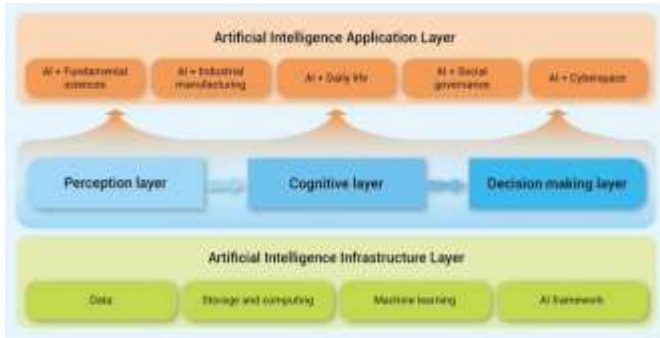 Artificial Intelligence Application Layer
AI + Fundamental
sciences
AI + Industrial
manufacturing
AI + Daily life
AI + Social
governance
AI + Cyberspace
Perception layer
Cognitive layer
Decision making layer
Artificial Intelligence Infrastructure Layer
Data
Storage and computing
Machine learning
AI framework